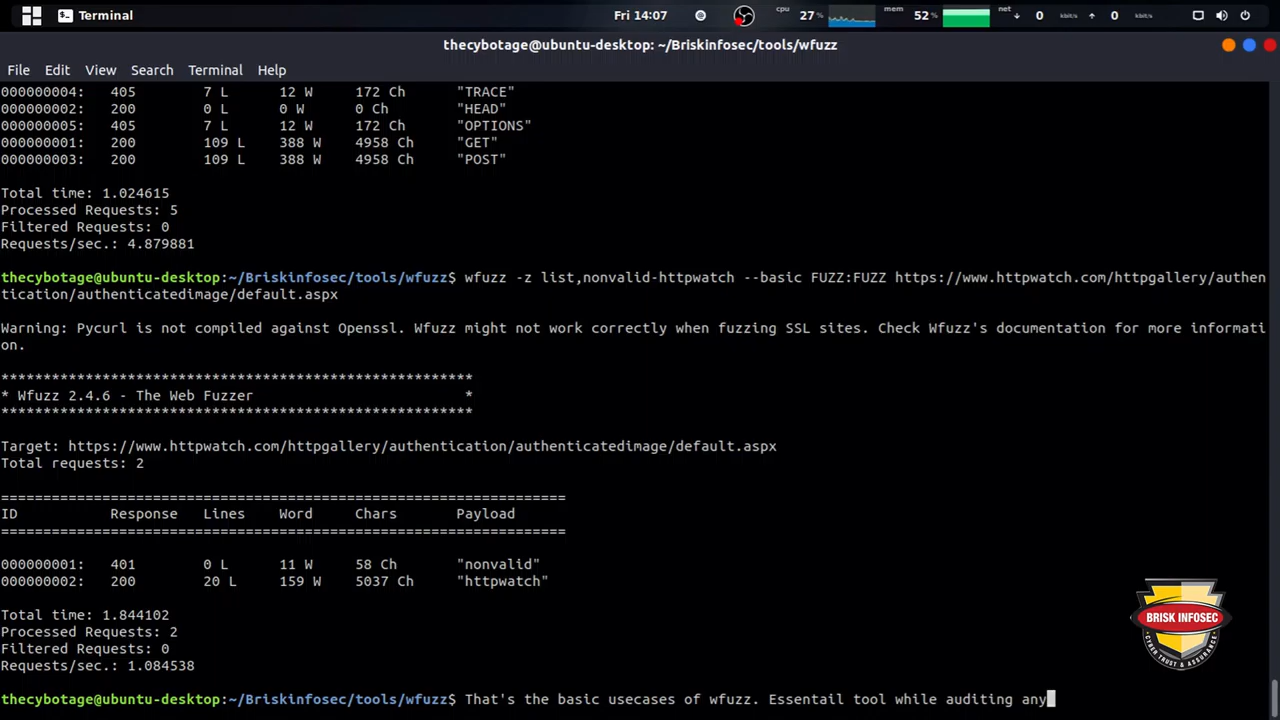 Terminal
Fri 14:07
cpu 27%
mem 52%
net 0 kbit/s 0 kbit/s
thecybotage@ubuntu-desktop: ~/Briskinfosec/tools/wfuzz
File Edit View Search Terminal Help
000000004: 405 7 L 12 W 172 Ch "TRACE"
000000002: 200 0 L 0 W 0 Ch "HEAD"
000000005: 405 7 L 12 W 172 Ch "OPTIONS"
000000001: 200 109 L 388 W 4958 Ch "GET"
000000003: 200 109 L 388 W 4958 Ch "POST"
Total time: 1.024615
Processed Requests: 5
Filtered Requests: 0
Requests/sec.: 4.879881
thecybotage@ubuntu-desktop:~/Briskinfosec/tools/wfuzz$ wfuzz -z list,nonvalid-httpwatch --basic FUZZ:FUZZ https://www.httpwatch.com/httpgallery/authen
tication/authenticatedimage/default.aspx
Warning: Pycurl is not compiled against Openssl. Wfuzz might not work correctly when fuzzing SSL sites. Check Wfuzz's documentation for more informati
on.
********************************************************
* Wfuzz 2.4.6 - The Web Fuzzer *
********************************************************
Target: https://www.httpwatch.com/httpgallery/authentication/authenticatedimage/default.aspx
Total requests: 2
===================================================================
ID Response Lines Word Chars Payload
===================================================================
000000001: 401 0 L 11 W 58 Ch "nonvalid"
000000002: 200 20 L 159 W 5037 Ch "httpwatch"
Total time: 1.844102
Processed Requests: 2
Filtered Requests: 0
Requests/sec.: 1.084538
thecybotage@ubuntu-desktop:~/Briskinfosec/tools/wfuzz$ That's the basic usecases of wfuzz. Essentail tool while auditing any
BRISK INFOSEC
CYBER TRUST & ASSURANCE